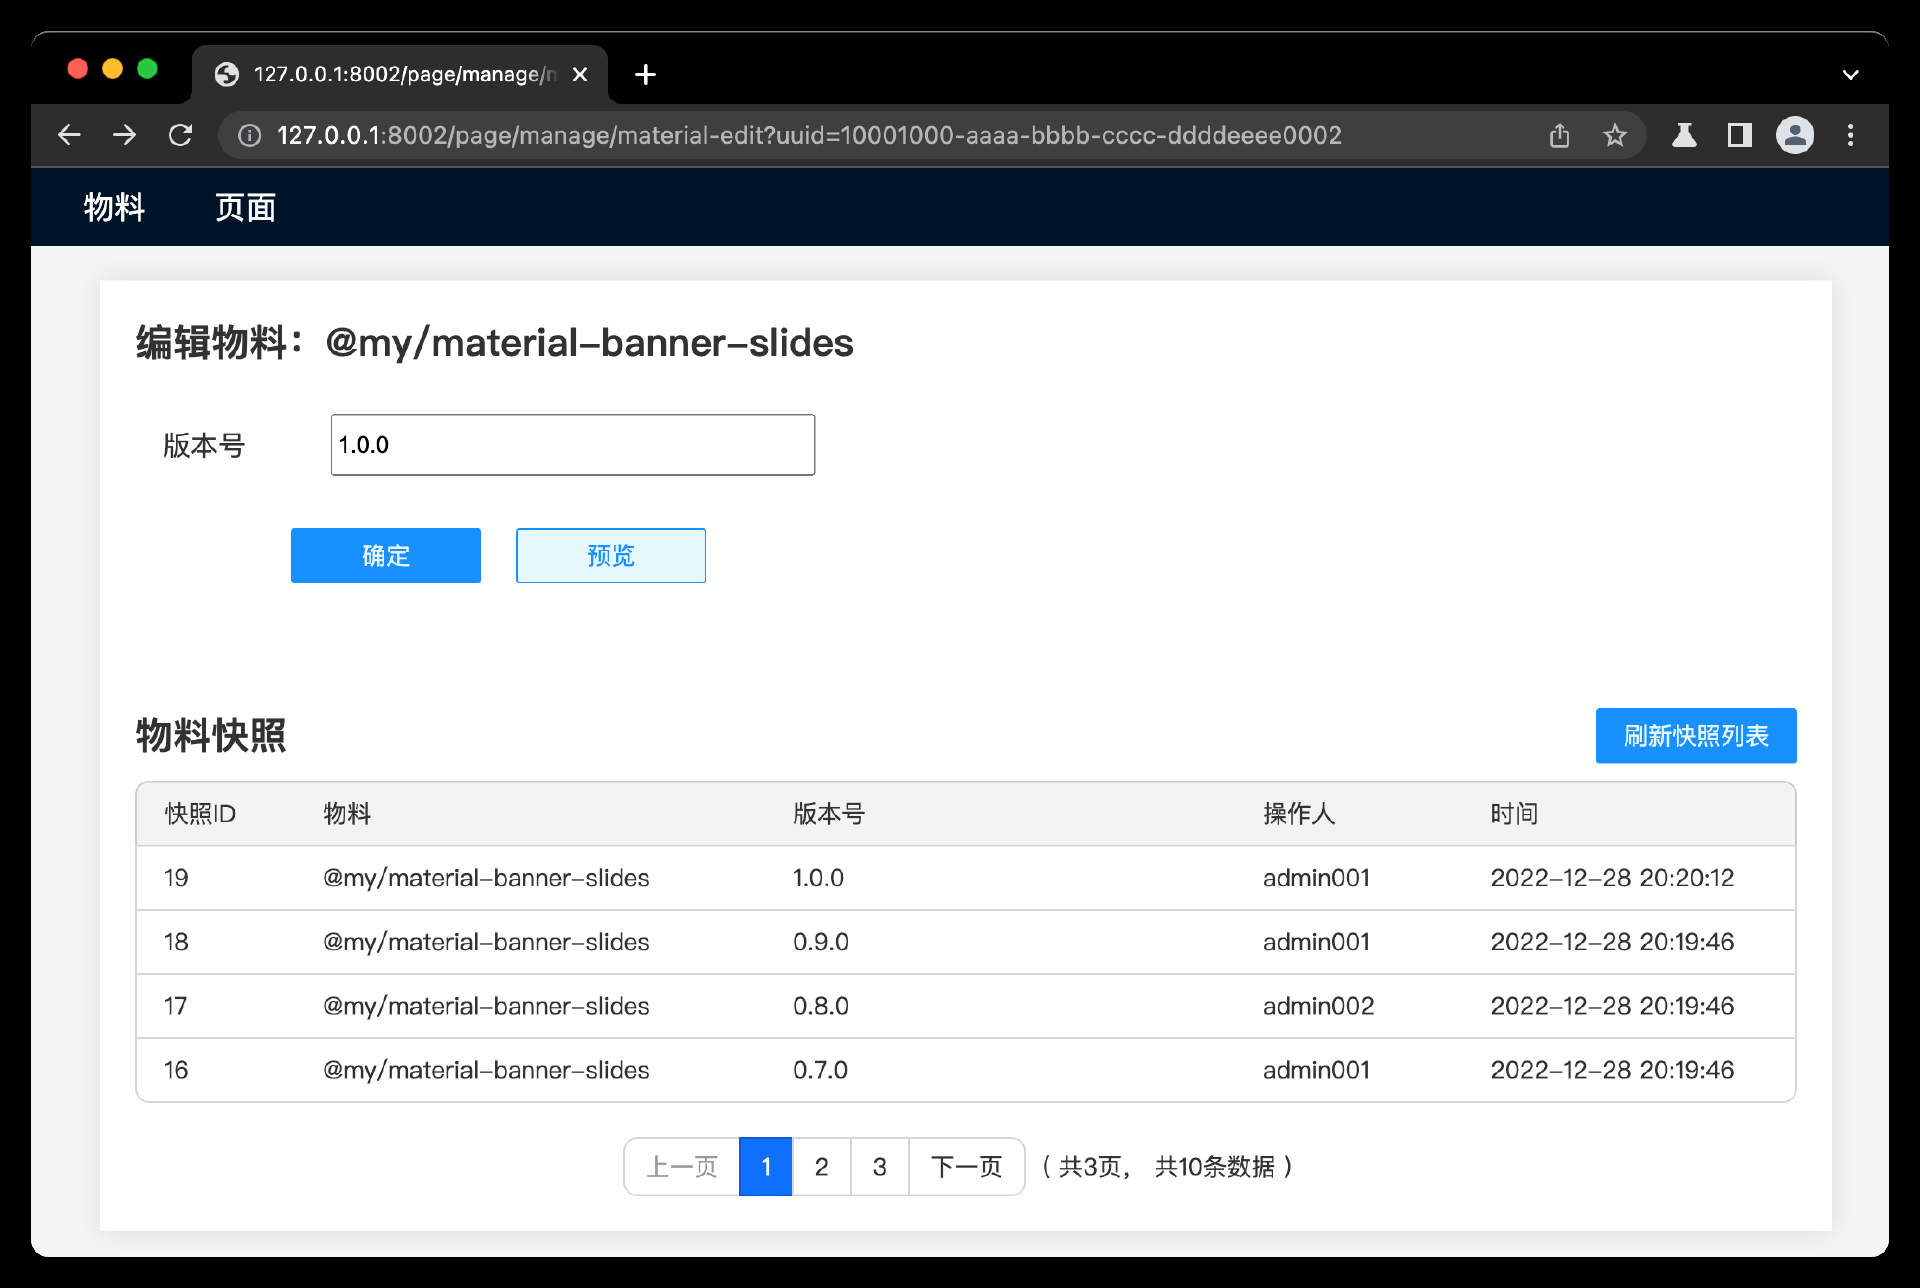 127.0.0.1:8002/page/manage/
127.0.0.1:8002/page/manage/material-edit?uuid=10001000-aaaa-bbbb-cccc-ddddeeee0002
物料 页面
编辑物料：@my/material-banner-slides
版本号 1.0.0
确定 预览
物料快照 刷新快照列表
快照ID 物料 版本号 操作人 时间
19 @my/material-banner-slides 1.0.0 admin001 2022-12-28 20:20:12
18 @my/material-banner-slides 0.9.0 admin001 2022-12-28 20:19:46
17 @my/material-banner-slides 0.8.0 admin002 2022-12-28 20:19:46
16 @my/material-banner-slides 0.7.0 admin001 2022-12-28 20:19:46
上一页 1 2 3 下一页 （ 共3页， 共10条数据 ）